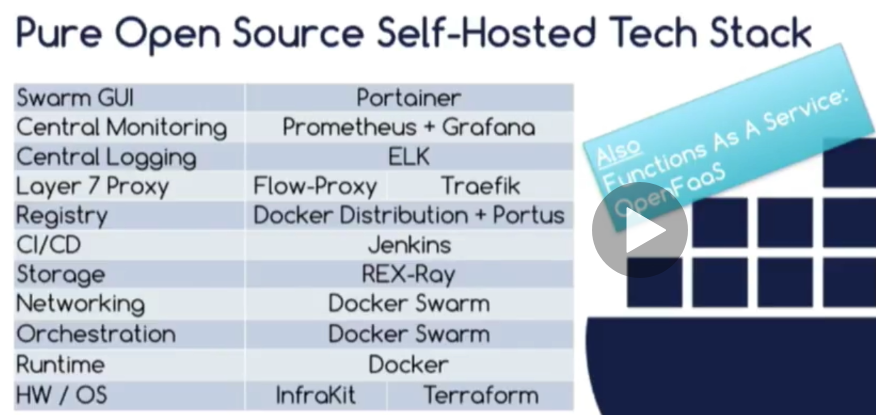 Pure Open Source Self-Hosted Tech Stack
Swarm GUI Portainer
Central Monitoring Prometheus + Grafana
Central Logging ELK
Layer 7 Proxy Flow-Proxy Traefik
Registry Docker Distribution + Portus
CI/CD Jenkins
Storage REX-Ray
Networking Docker Swarm
Orchestration Docker Swarm
Runtime Docker
HW / OS InfraKit Terraform
Also
Functions As A Service:
OpenFaaS